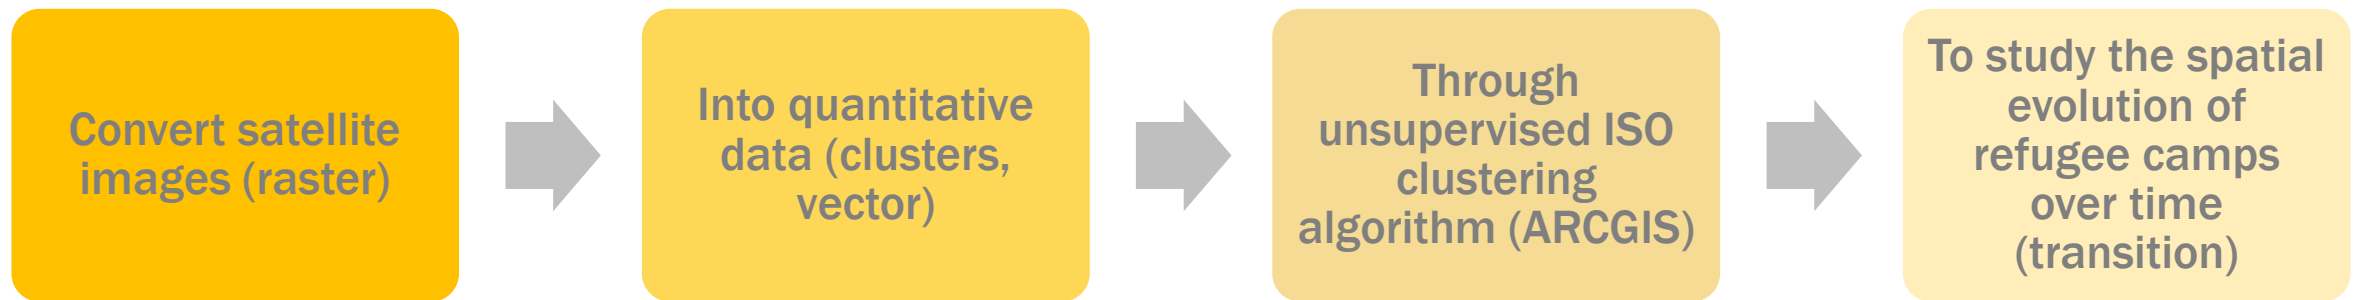 Convert satellite
images (raster)
Into quantitative
data (clusters,
vector)
Through
unsupervised ISO
clustering
algorithm (ARCGIS)
To study the spatial
evolution of
refugee camps
over time
(transition)